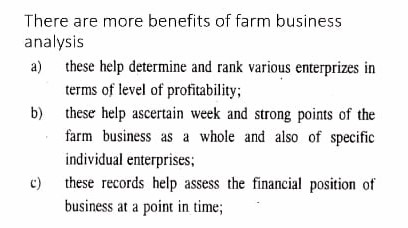 There are more benefits of farm business
analysis
a) these help determine and rank various enterprizes in
terms of level of profitability;
b) these help ascertain week and strong points of the
farm business as a whole and also of specific
individual enterprises;
c) these records help assess the financial position of
business at a point in time;